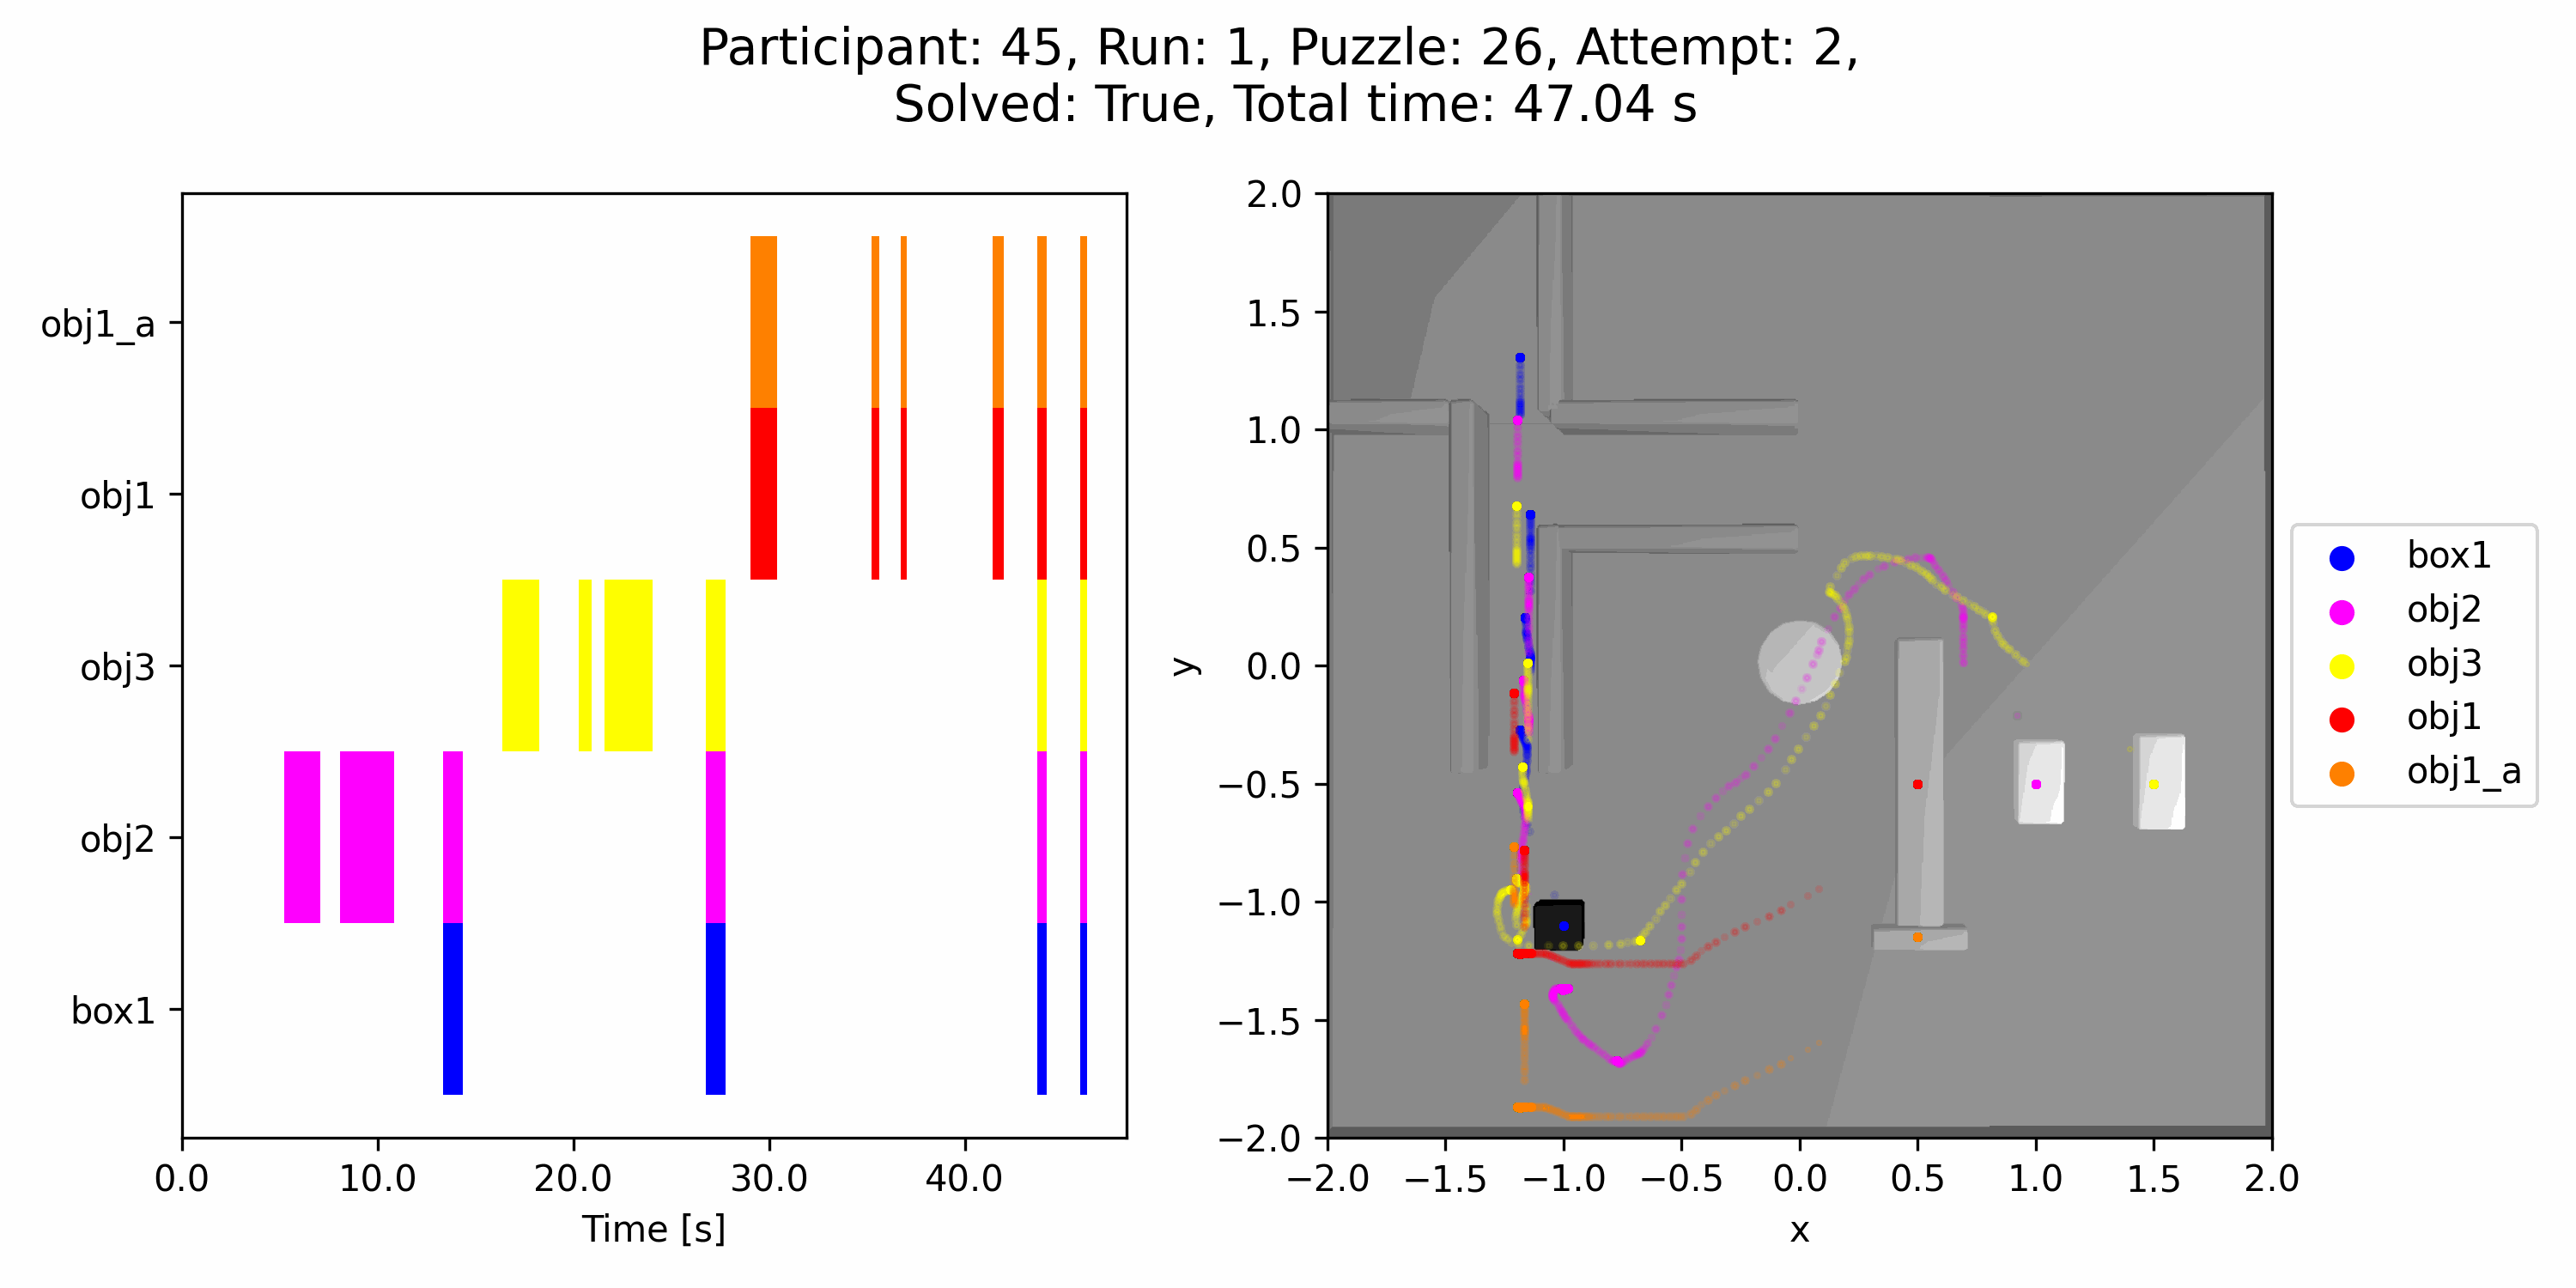 Participant: 45, Run: 1, Puzzle: 26, Attempt: 2,
Solved: True, Total time: 47.04 s
obj1_a
obj1
obj3
obj2
box1
0.0 10.0 20.0 30.0 40.0
Time [s]
2.0
1.5
1.0
0.5
0.0
−0.5
−1.0
−1.5
−2.0
y
−2.0 −1.5 −1.0 −0.5 0.0 0.5 1.0 1.5 2.0
x
box1
obj2
obj3
obj1
obj1_a